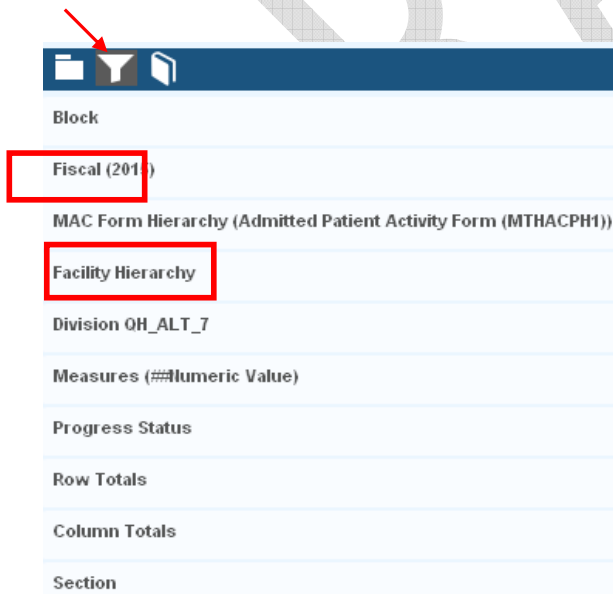 Block
Fiscal (2015)
MAC Form Hierarchy (Admitted Patient Activity Form (MTHACPH1))
Facility Hierarchy
Division QH_ALT_7
Measures (##Numeric Value)
Progress Status
Row Totals
Column Totals
Section